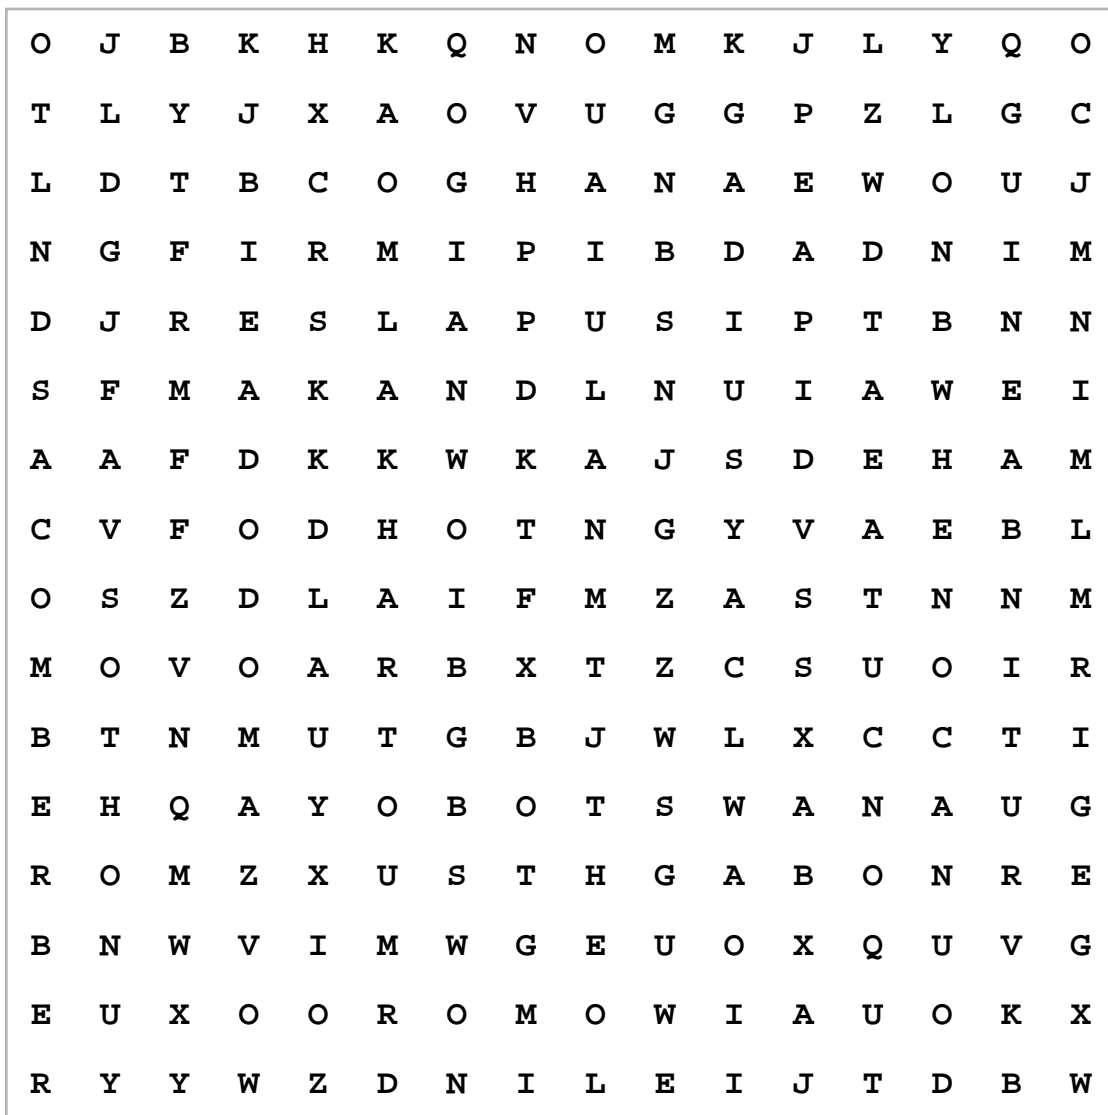 O J B K H K Q N O M K J L Y Q O
T L Y J X A O V U G G P Z L G C
L D T B C O G H A N A E W O U J
N G F I R M I P I B D A D N I M
D J R E S L A P U S I P T B N N
S F M A K A N D L N U I A W E I
A A F D K K W K A J S D E H A M
C V F O D H O T N G Y V A E B L
O S Z D L A I F M Z A S T N N M
M O V O A R B X T Z C S U O I R
B T N M U T G B J W L X C C T I
E H Q A Y O B O T S W A N A U G
R O M Z X U S T H G A B O N R E
B N W V I M W G E U O X Q U V G
E U X O O R O M O W I A U O K X
R Y Y W Z D N I L E I J T D B W